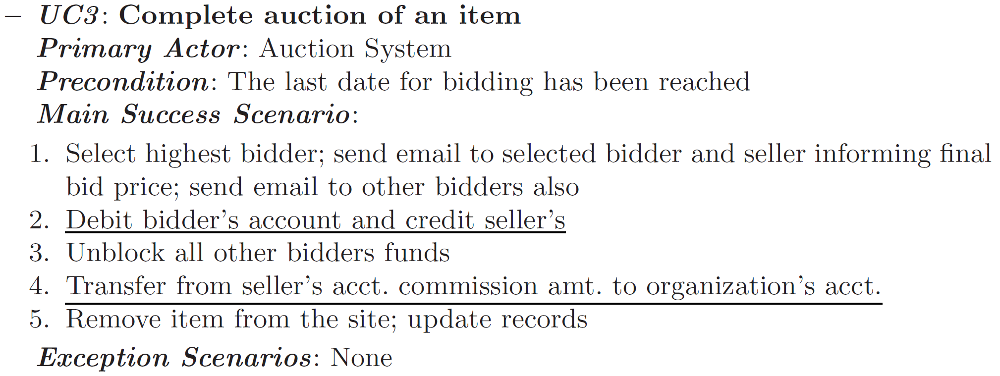 – UC3: Complete auction of an item
Primary Actor: Auction System
Precondition: The last date for bidding has been reached
Main Success Scenario:
1. Select highest bidder; send email to selected bidder and seller informing final
bid price; send email to other bidders also
2. Debit bidder’s account and credit seller’s
3. Unblock all other bidders funds
4. Transfer from seller’s acct. commission amt. to organization’s acct.
5. Remove item from the site; update records
Exception Scenarios: None